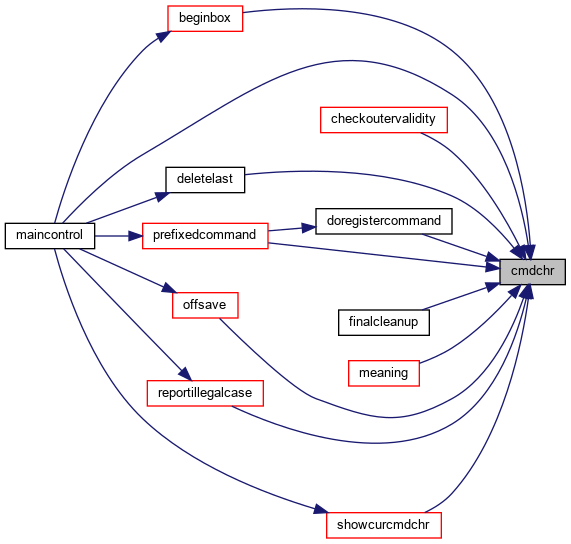 beginbox
checkoutervalidity
deletelast
doregistercommand
maincontrol
prefixedcommand
cmdchr
offsave
finalcleanup
meaning
reportillegalcase
showcurcmdchr